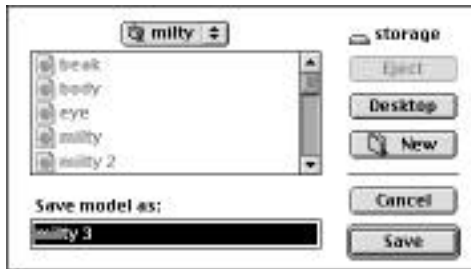 milty
storage
beak
body
eye
milty
milty 2
Eject
Desktop
New
Save model as:
milty 3
Cancel
Save